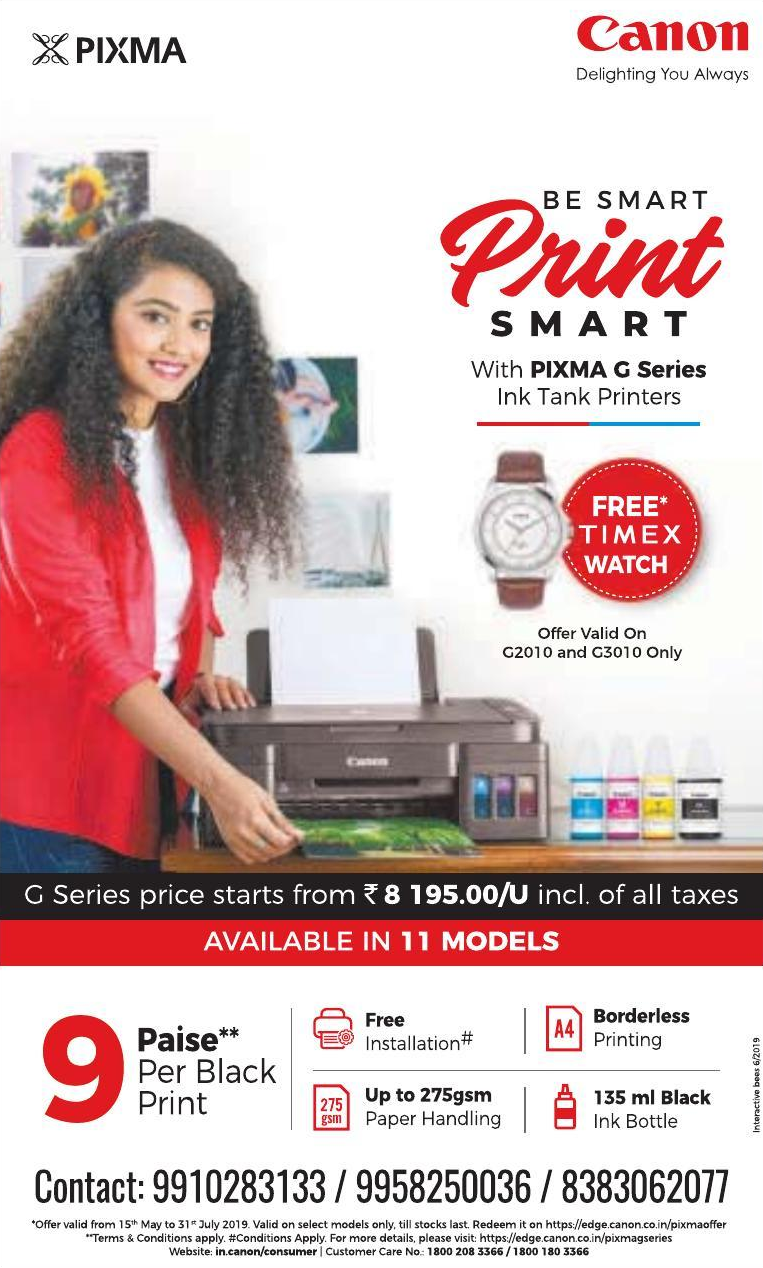 PIXMA
Canon
Delighting You Always
BE SMART
Print
SMART
With PIXMA G Series
Ink Tank Printers
FREE*
TIMEX
WATCH
Offer Valid On
G2010 and G3010 Only
Canon
G Series price starts from ₹ 8 195.00/U incl. of all taxes
AVAILABLE IN 11 MODELS
9 Paise**
Per Black
Print
Free
Installation#
A4
Borderless
Printing
275
gsm
Up to 275gsm
Paper Handling
135 ml Black
Ink Bottle
Interactive bees 6/2019
Contact: 9910283133 / 9958250036 / 8383062077
*Offer valid from 15th May to 31st July 2019. Valid on select models only, till stocks last. Redeem it on https://edge.canon.co.in/pixmaoffer
**Terms & Conditions apply. #Conditions Apply. For more details, please visit: https://edge.canon.co.in/pixmagseries
Website: in.canon/consumer | Customer Care No.: 1800 208 3366 / 1800 180 3366